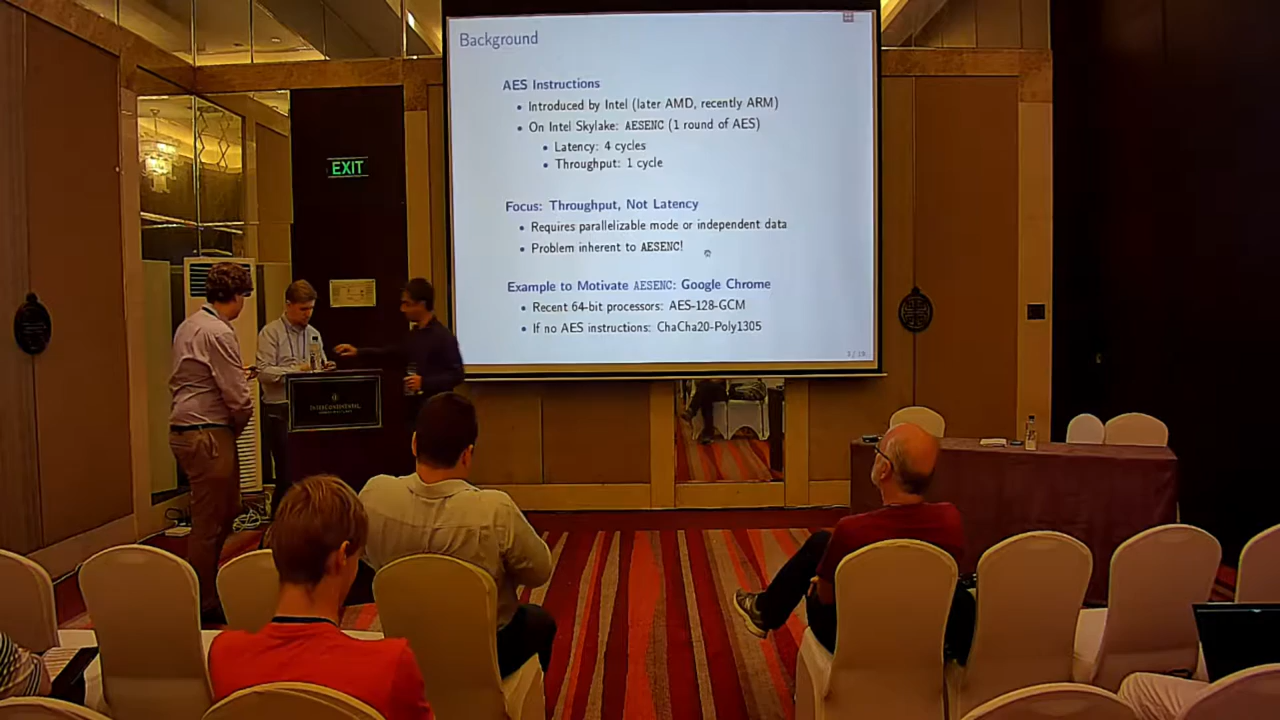 Background
AES Instructions
• Introduced by Intel (later AMD, recently ARM)
• On Intel Skylake: AESENC (1 round of AES)
• Latency: 4 cycles
• Throughput: 1 cycle
Focus: Throughput, Not Latency
• Requires parallelizable mode or independent data
• Problem inherent to AESENC!
Example to Motivate AESENC: Google Chrome
• Recent 64-bit processors: AES-128-GCM
• If no AES instructions: ChaCha20-Poly1305
EXIT
INTERCONTINENTAL